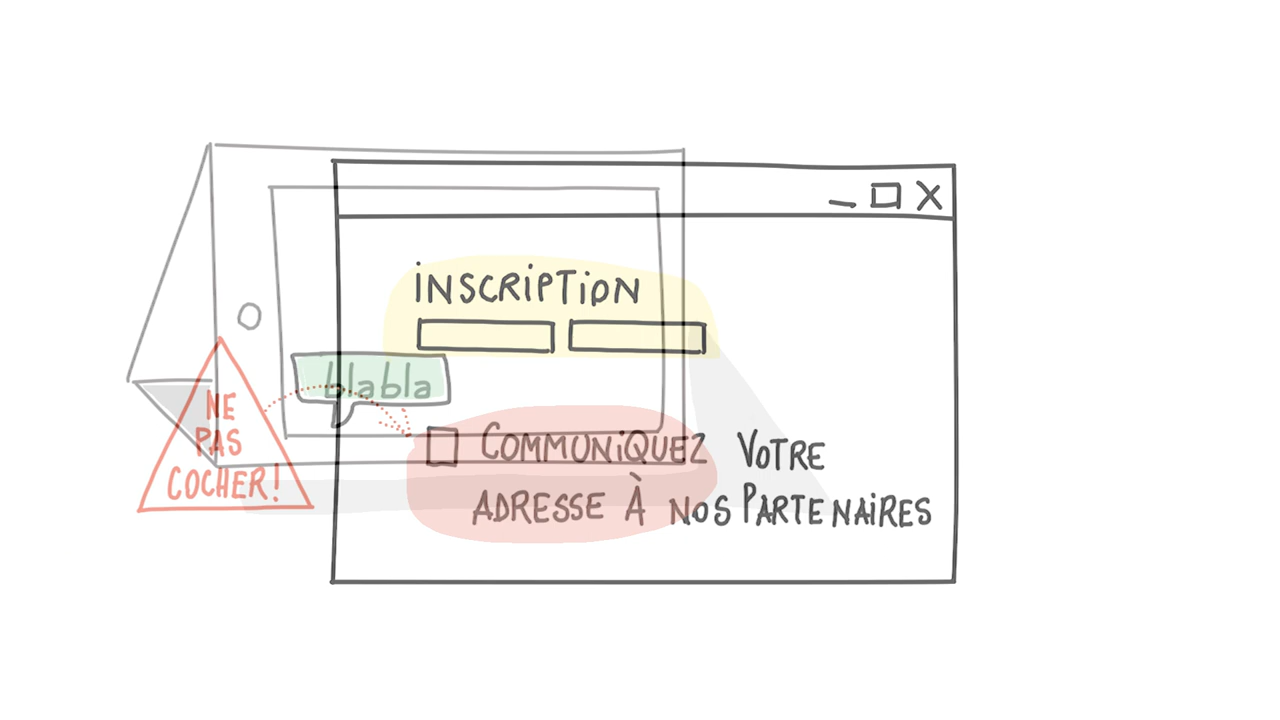 INSCRIPTION
blabla
NE
PAS
COCHER!
COMMUNIQUEZ VOTRE
ADRESSE À NOS PARTENAIRES